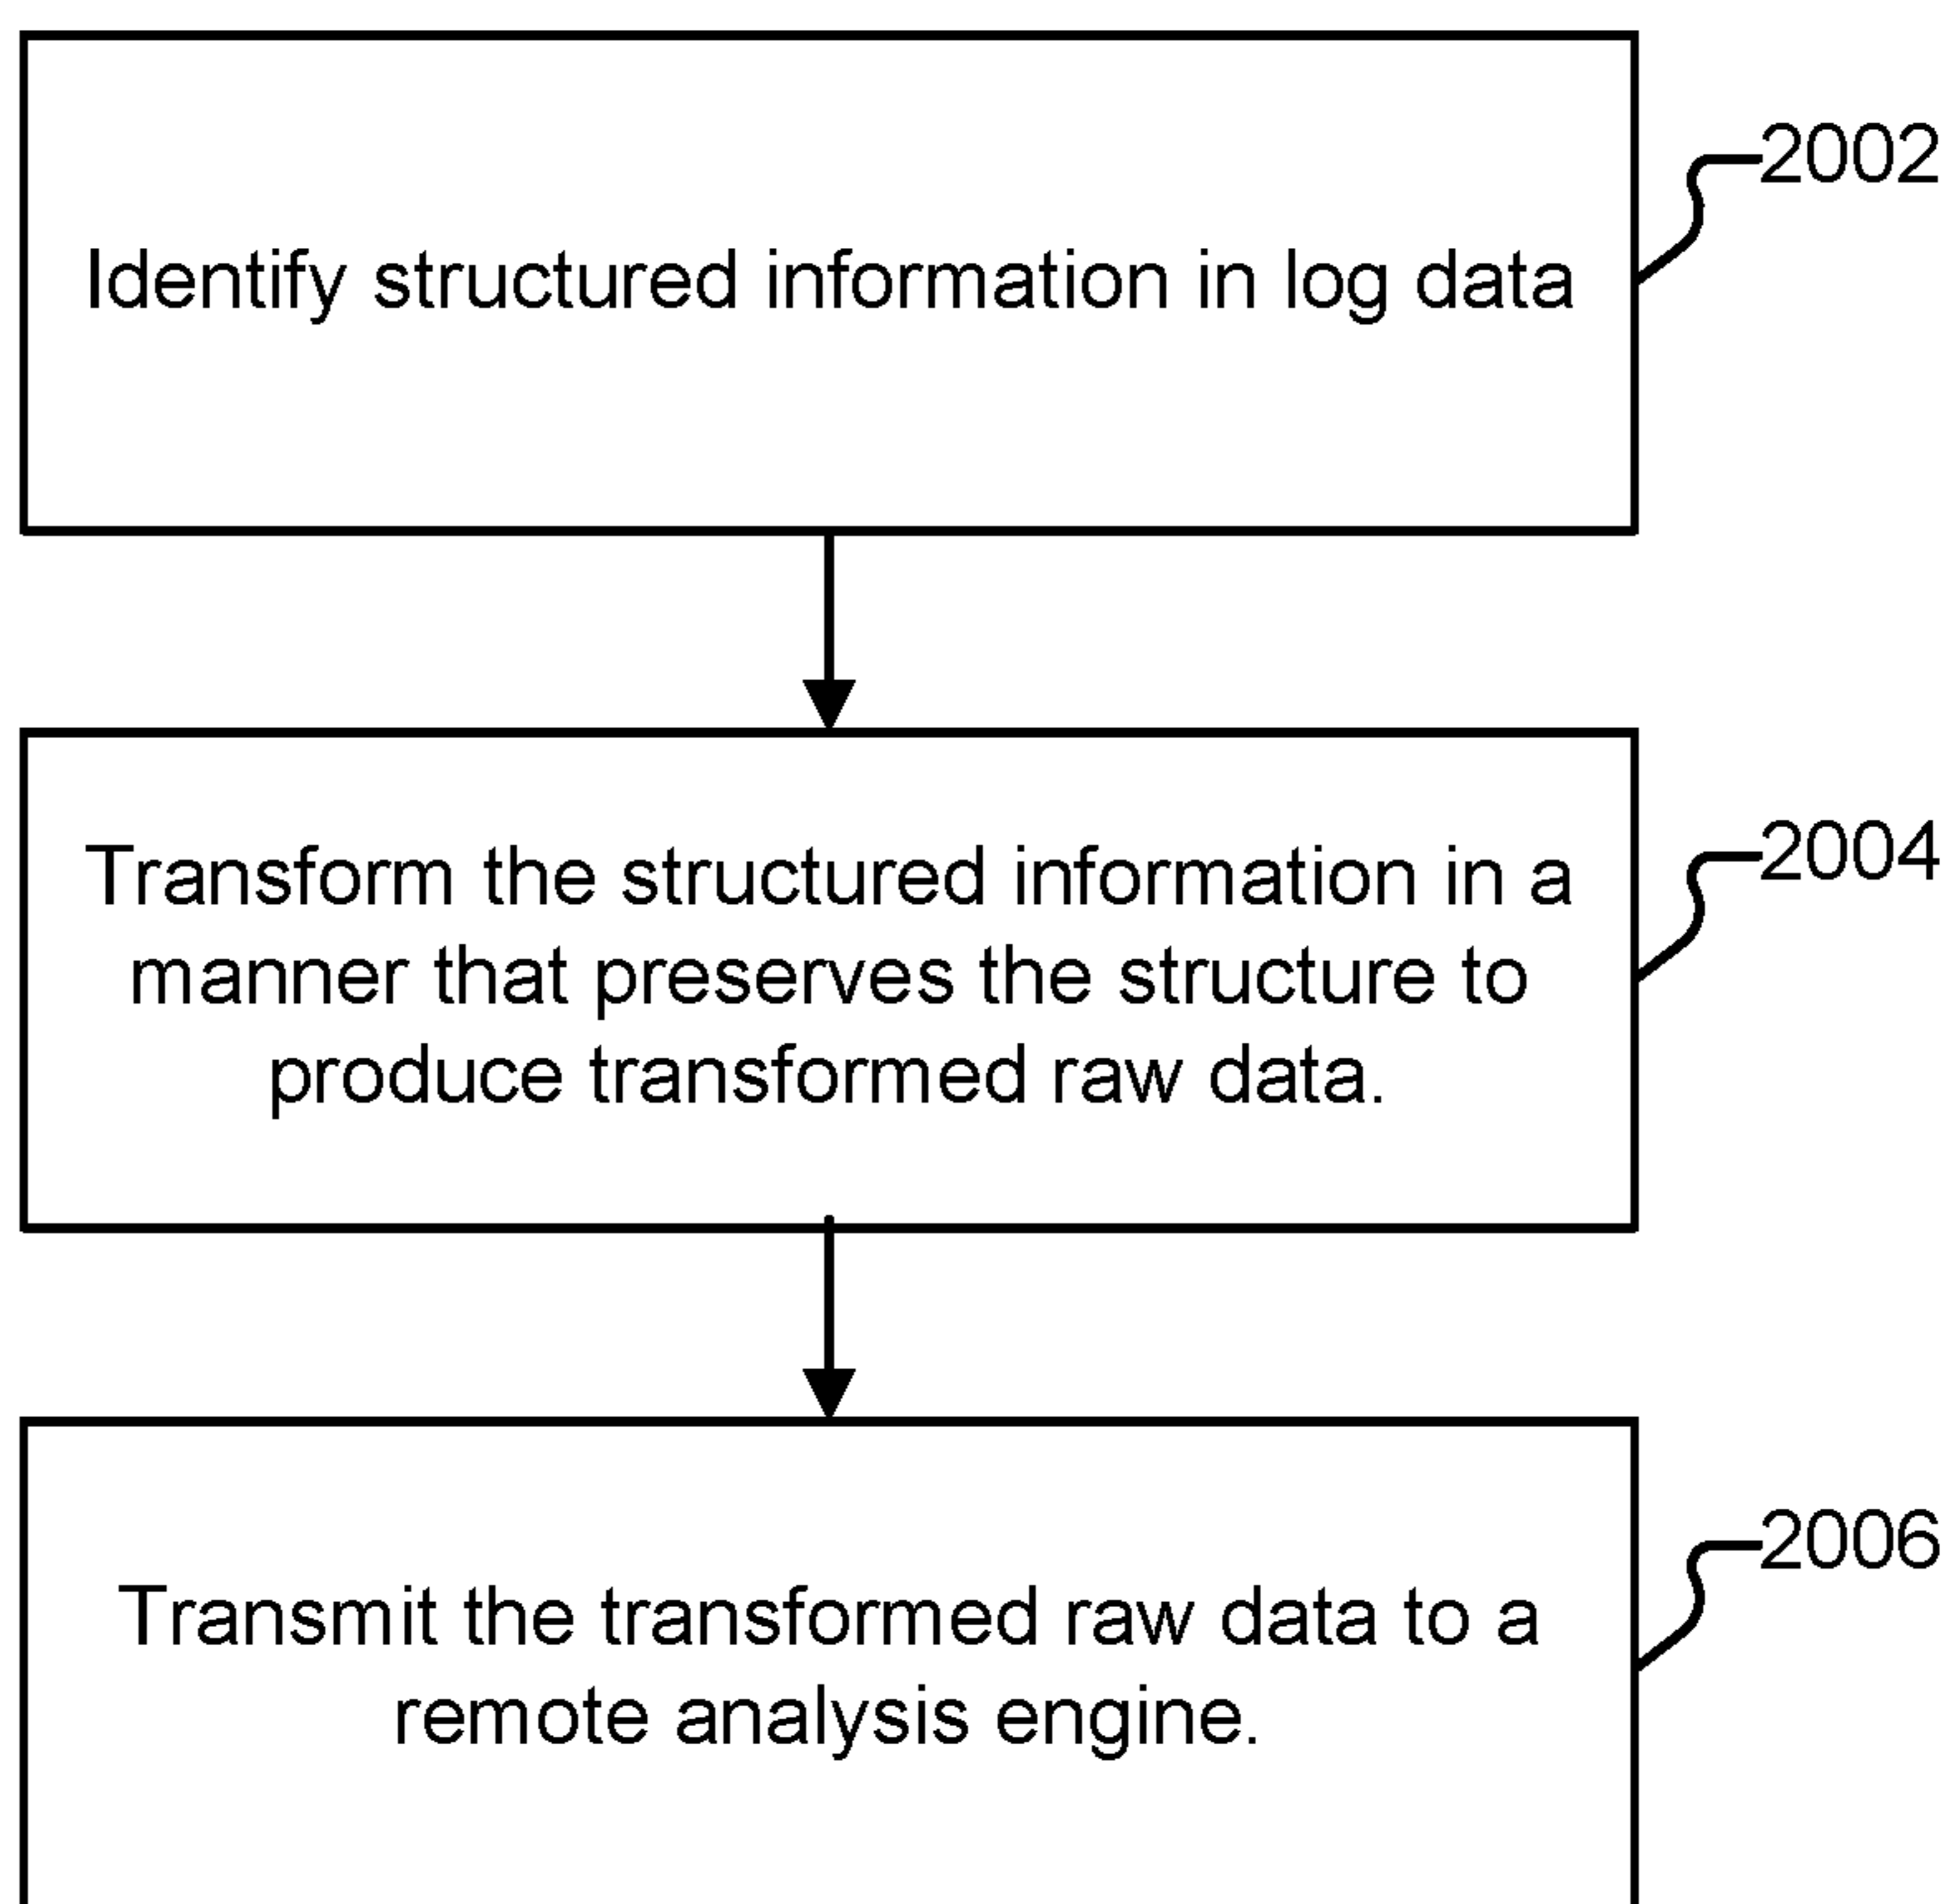 2002
Identify structured information in log data
2004
Transform the structured information in a
manner that preserves the structure to
produce transformed raw data.
2006
Transmit the transformed raw data to a
remote analysis engine.